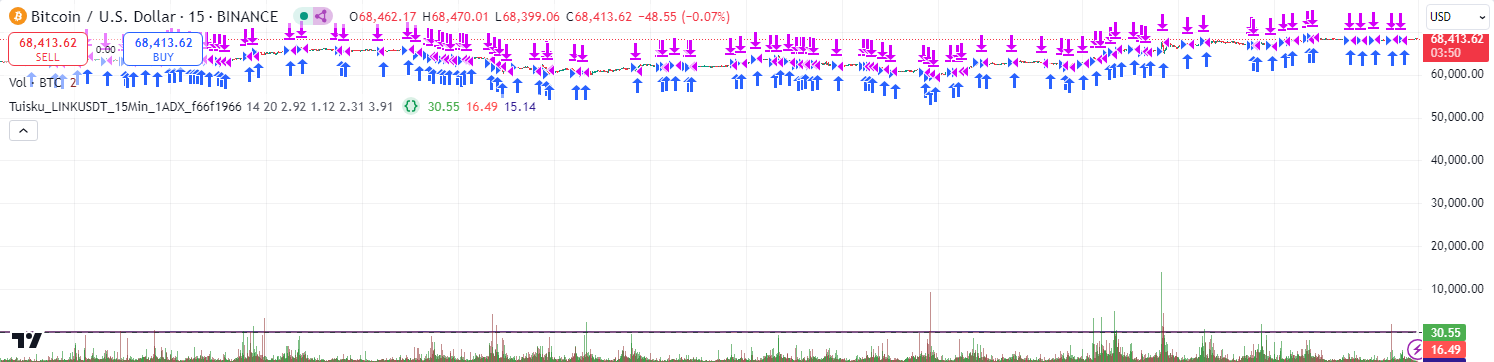 Bitcoin / U.S. Dollar · 15 · BINANCE O68,462.17 H68,470.01 L68,399.06 C68,413.62 −48.55 (−0.07%)
USD
68,413.62
SELL
0.00
68,413.62
BUY
68,413.62
03:50
Vol · BTC 2
60,000.00
Tuisku_LINKUSDT_15Min_1ADX_f66f1966 14 20 2.92 1.12 2.31 3.91 {} 30.55 16.49 15.14
50,000.00
40,000.00
30,000.00
20,000.00
10,000.00
30.55
16.49